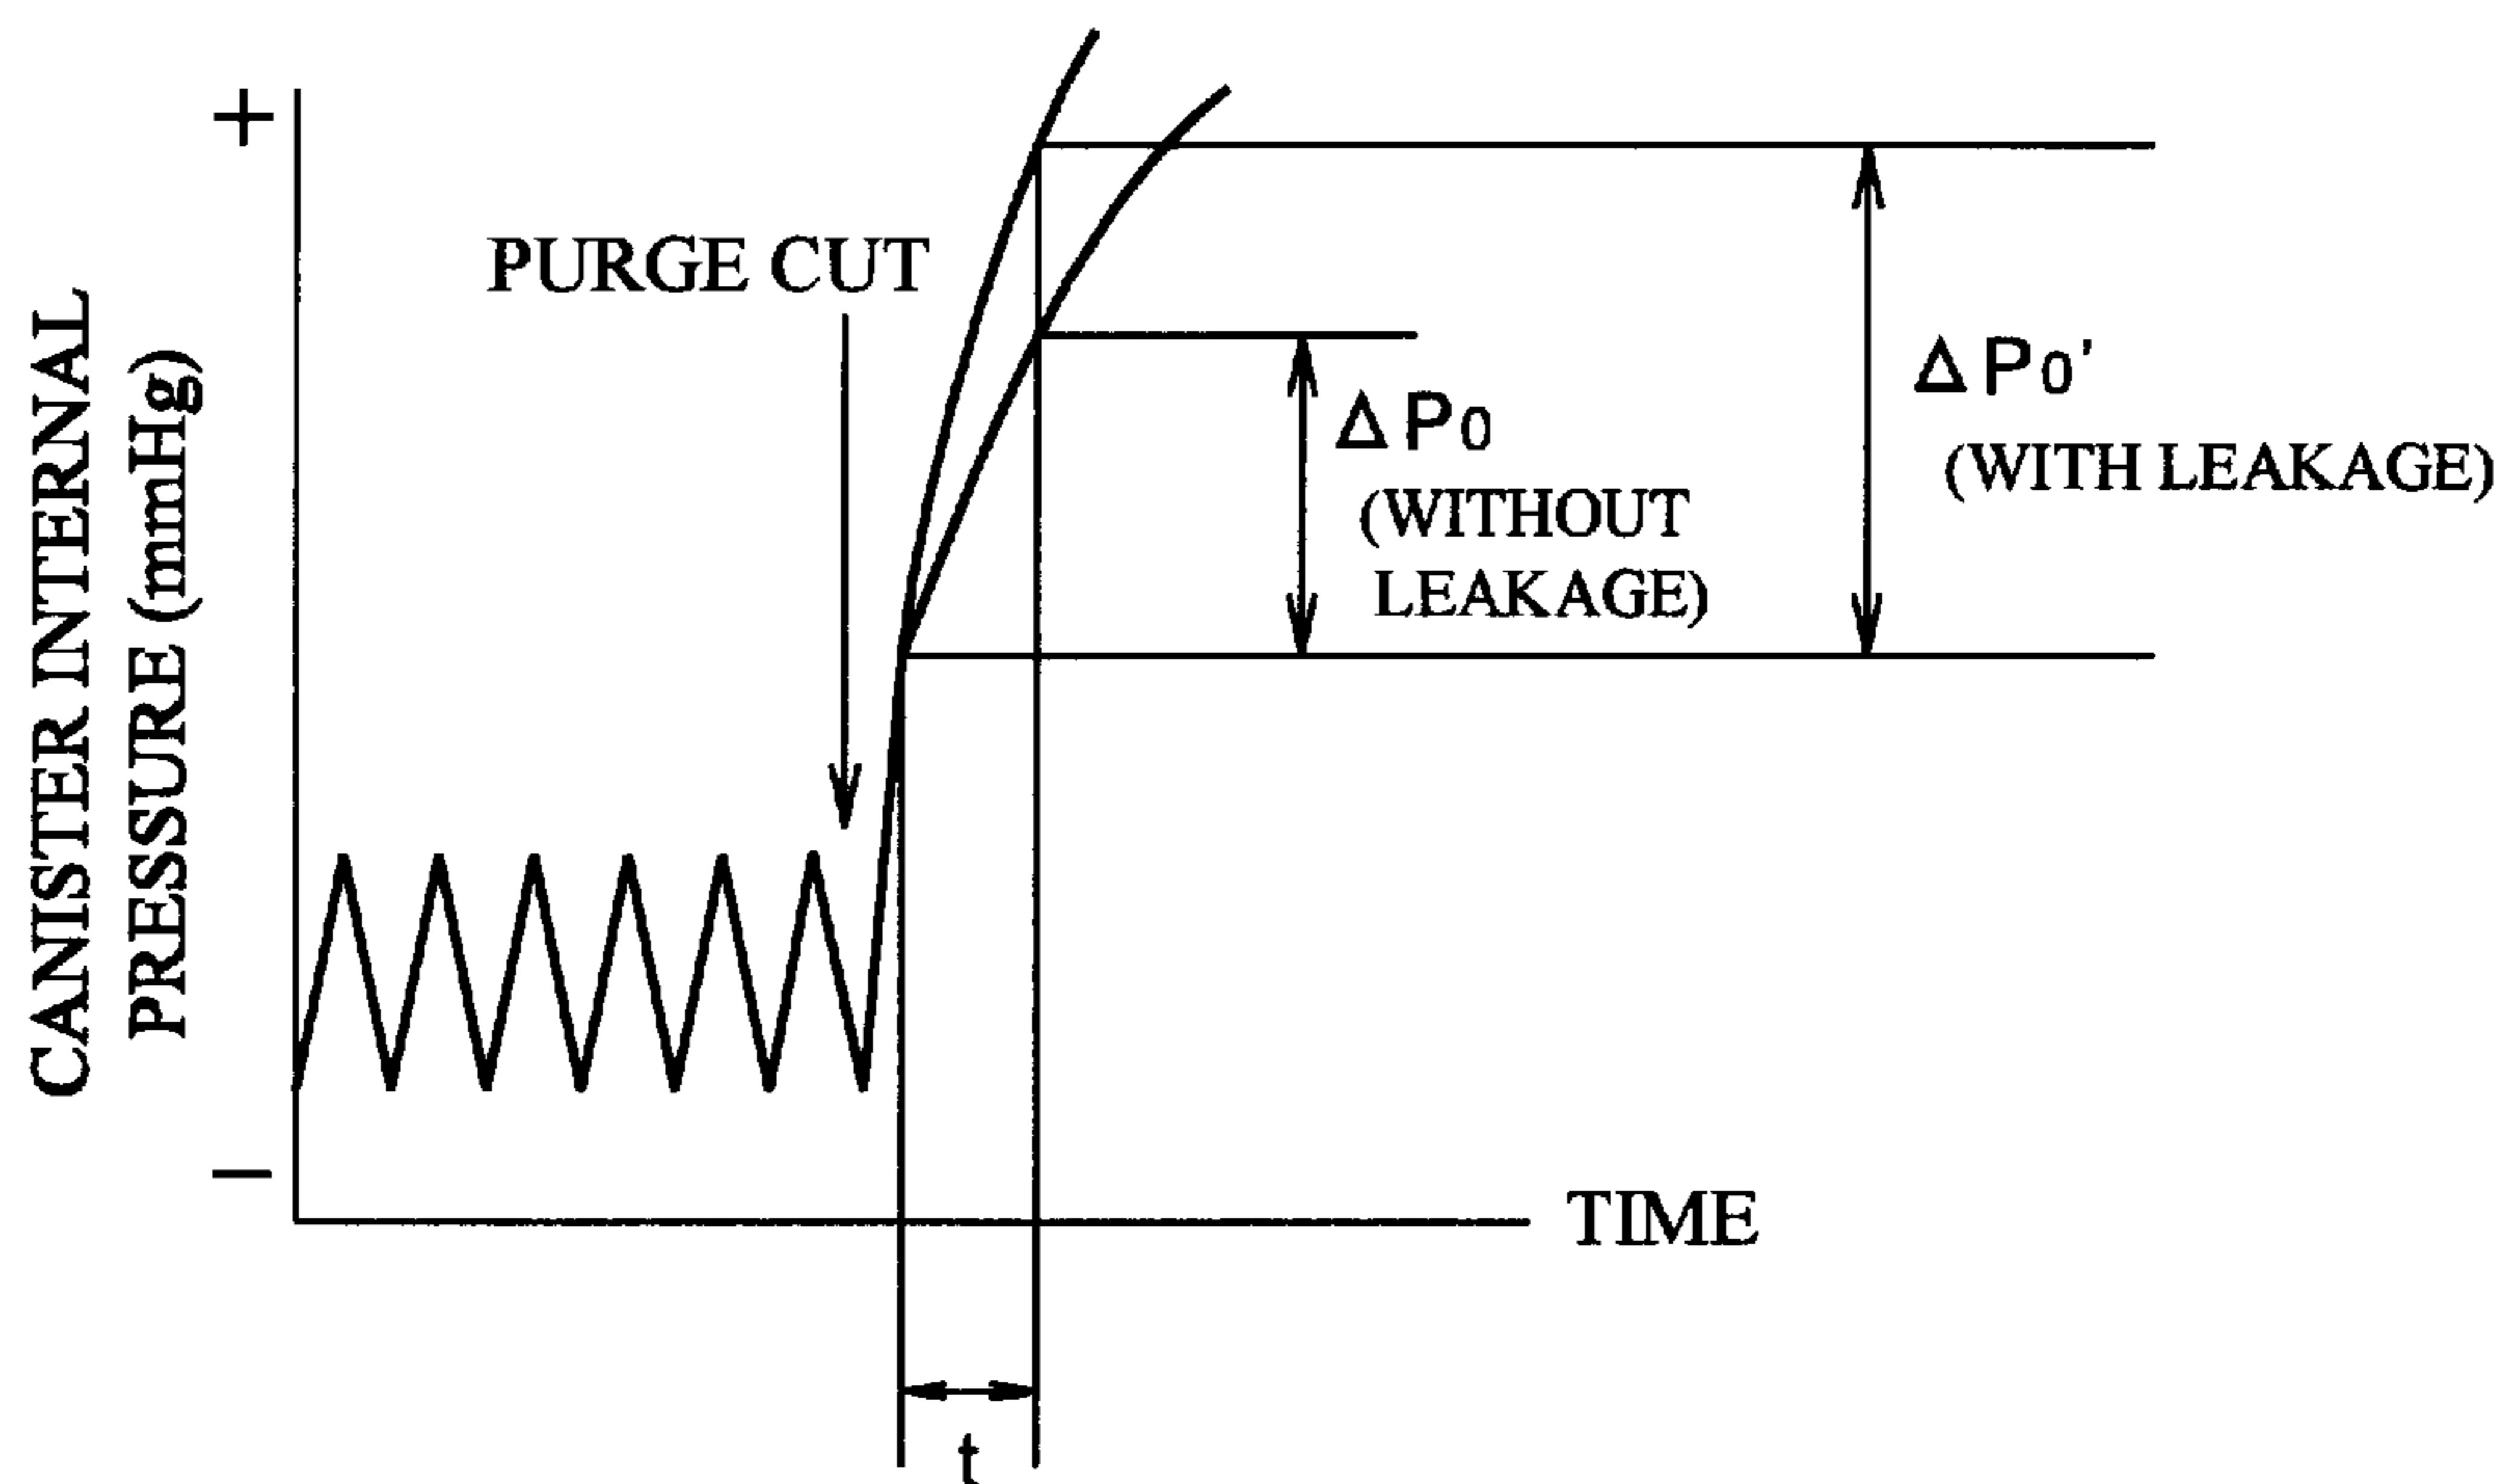 +
CANISTER INTERNAL
PRESSURE (mmHg)
PURGE CUT
ΔP0
(WITHOUT
LEAKAGE)
ΔP0'
(WITH LEAKAGE)
−
TIME
t